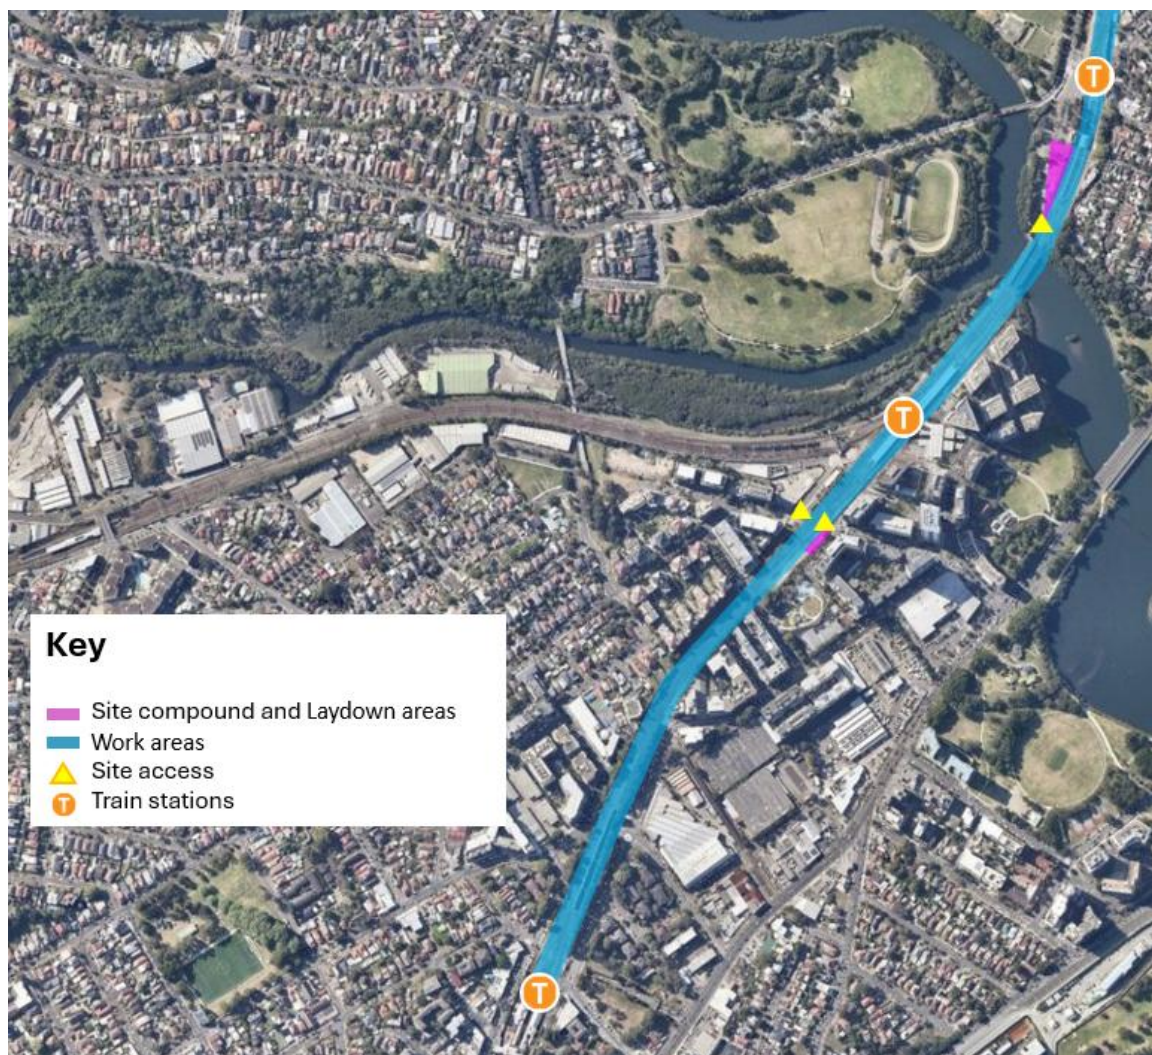 T
T
T
Key
Site compound and Laydown areas
Work areas
Site access
T Train stations